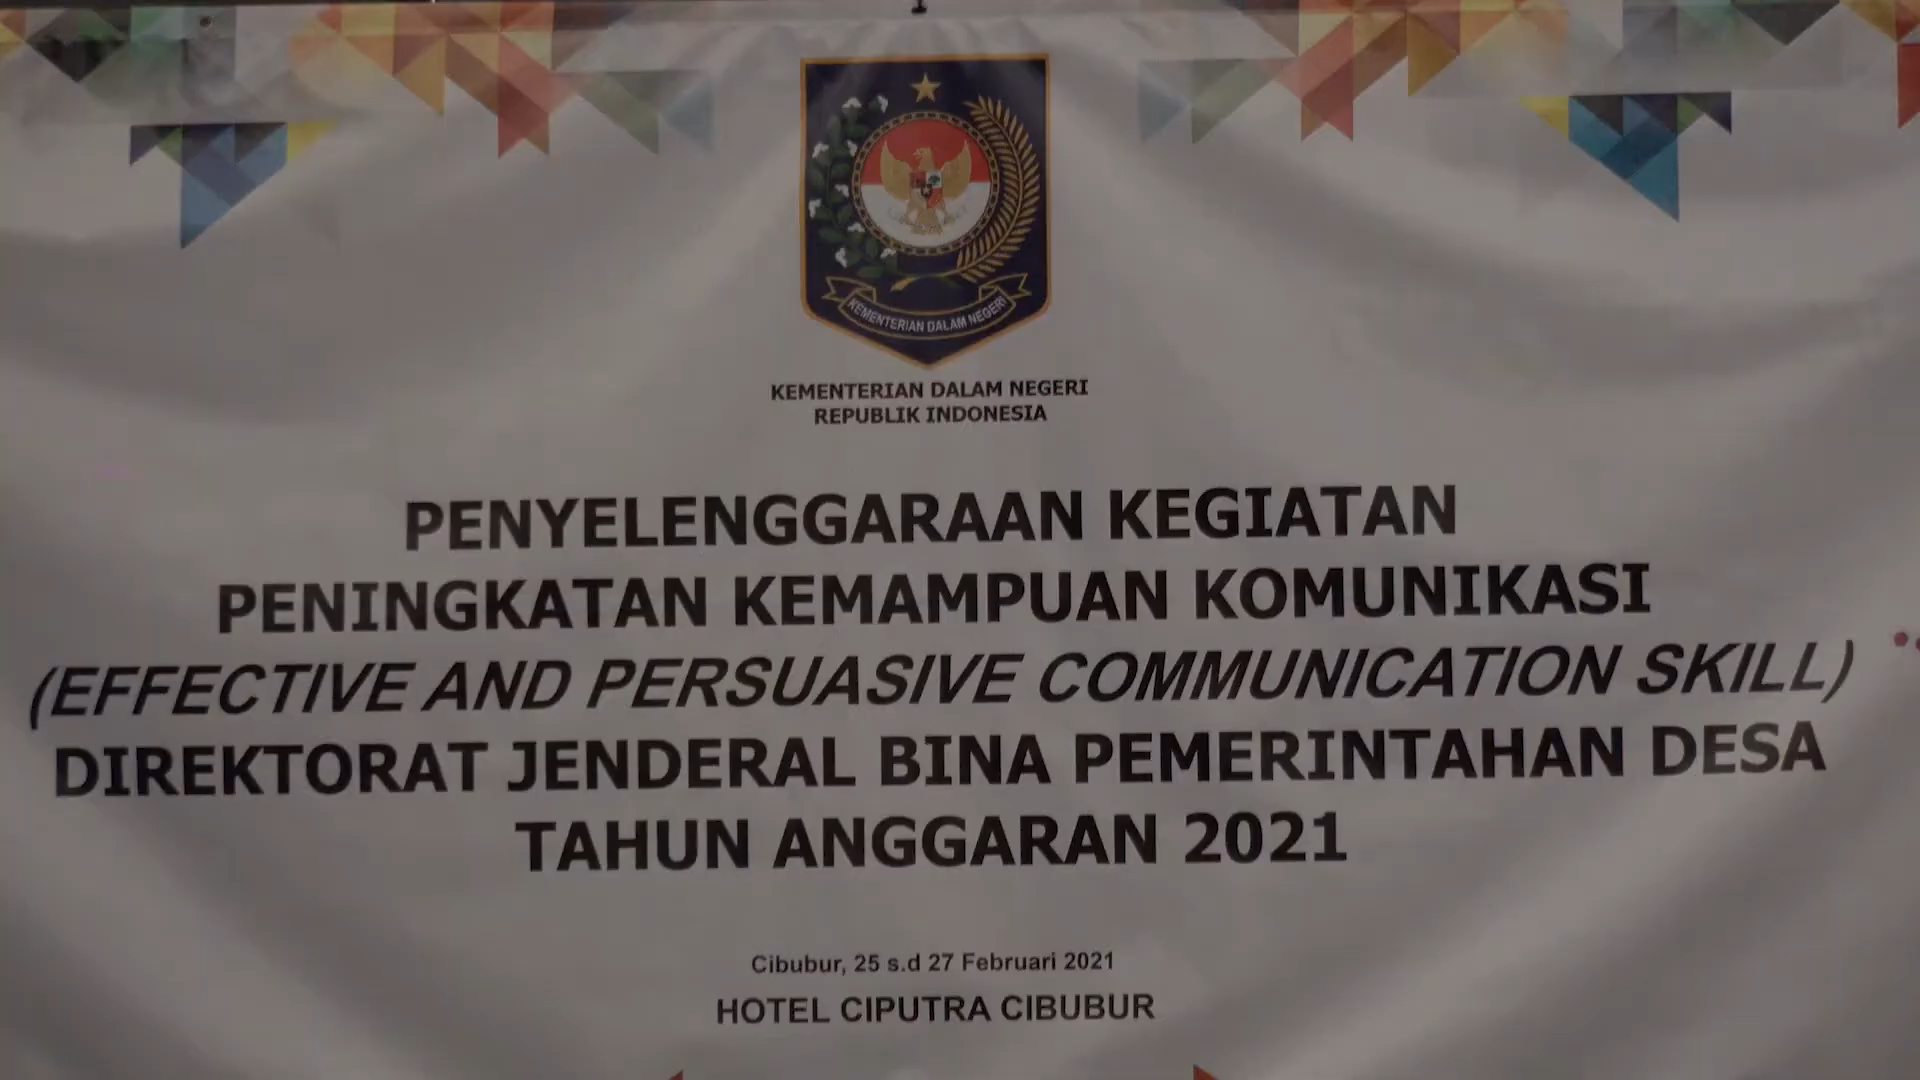 KEMENTERIAN DALAM NEGERI
KEMENTERIAN DALAM NEGERI
REPUBLIK INDONESIA
PENYELENGGARAAN KEGIATAN
PENINGKATAN KEMAMPUAN KOMUNIKASI
(EFFECTIVE AND PERSUASIVE COMMUNICATION SKILL)
DIREKTORAT JENDERAL BINA PEMERINTAHAN DESA
TAHUN ANGGARAN 2021
Cibubur, 25 s.d 27 Februari 2021
HOTEL CIPUTRA CIBUBUR